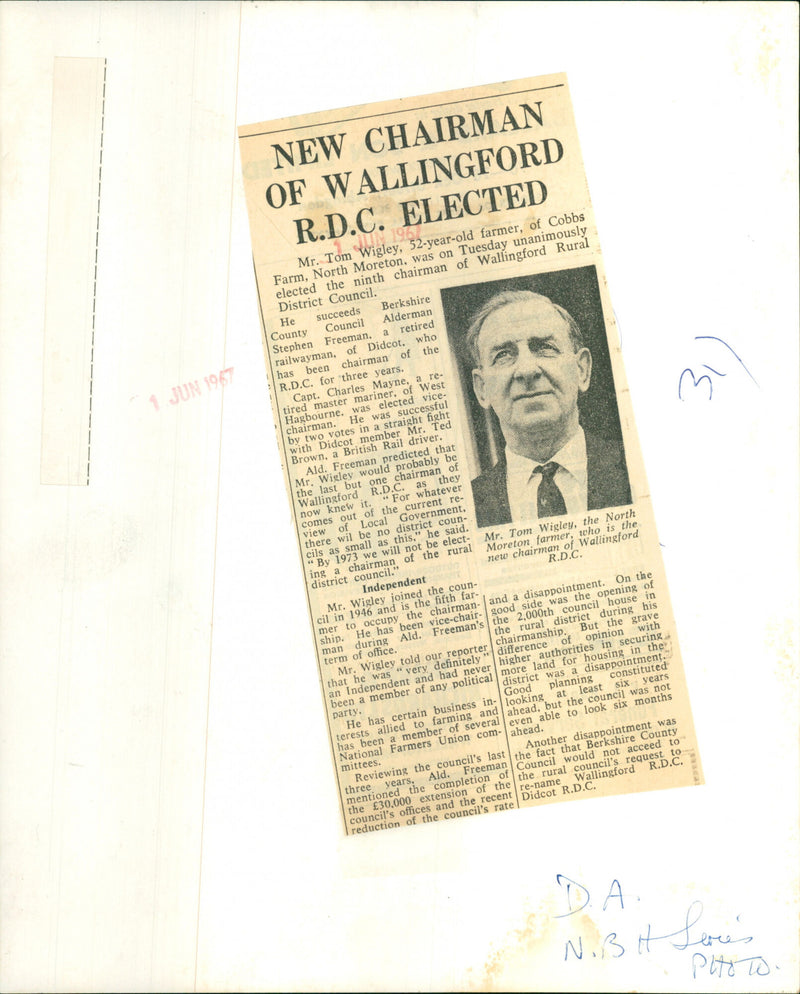 NEW CHAIRMAN
OF WALLINGFORD
R.D.C. ELECTED
1 JUN 1967
Mr. Tom Wigley, 52-year-old farmer, of Cobbs
Farm, North Moreton, was on Tuesday unanimously
elected the ninth chairman of Wallingford Rural
District Council.
He succeeds Berkshire
County Council Alderman
Stephen Freeman, a retired
railwayman, of Didcot, who
has been chairman of the
R.D.C. for three years.
Capt. Charles Mayne, a re-
tired master mariner, of West
Hagbourne, was elected vice-
chairman. He was successful
by two votes in a straight fight
with Didcot member Mr. Ted
Brown, a British Rail driver.
Ald. Freeman predicted that
Mr. Wigley would probably be
the last but one chairman of
Wallingford R.D.C. as they
now knew it. "For whatever
comes out of the current re-
view of Local Government,
there wil be no district coun-
cils as small as this," he said.
"By 1973 we will not be elect-
ing a chairman of the rural
district council."
Independent
Mr. Wigley joined the coun-
cil in 1946 and is the fifth far-
mer to occupy the chairman-
ship. He has been vice-chair-
man during Ald. Freeman's
term of office.
Mr. Wigley told our reporter
that he was "very definitely"
an Independent and had never
been a member of any political
party.
He has certain business in-
terests allied to farming and
has been a member of several
National Farmers Union com-
mittees.
Reviewing the council's last
three years, Ald. Freeman
mentioned the completion of
the £30,000 extension of the
council's offices and the recent
reduction of the council's rate
Mr. Tom Wigley, the North
Moreton farmer, who is the
new chairman of Wallingford
R.D.C.
and a disappointment. On the
good side was the opening of
the 2,000th council house in
the rural district during his
chairmanship. But the grave
difference of opinion with
higher authorities in securing
more land for housing in the
district was a disappointment.
Good planning constituted
looking at least six years
ahead, but the council was not
even able to look six months
ahead.
Another disappointment was
the fact that Berkshire County
Council would not acceed to
the rural council's request to
re-name Wallingford R.D.C.
Didcot R.D.C.
1 JUN 1967
D.A.
N.B H Series
PHOTO.